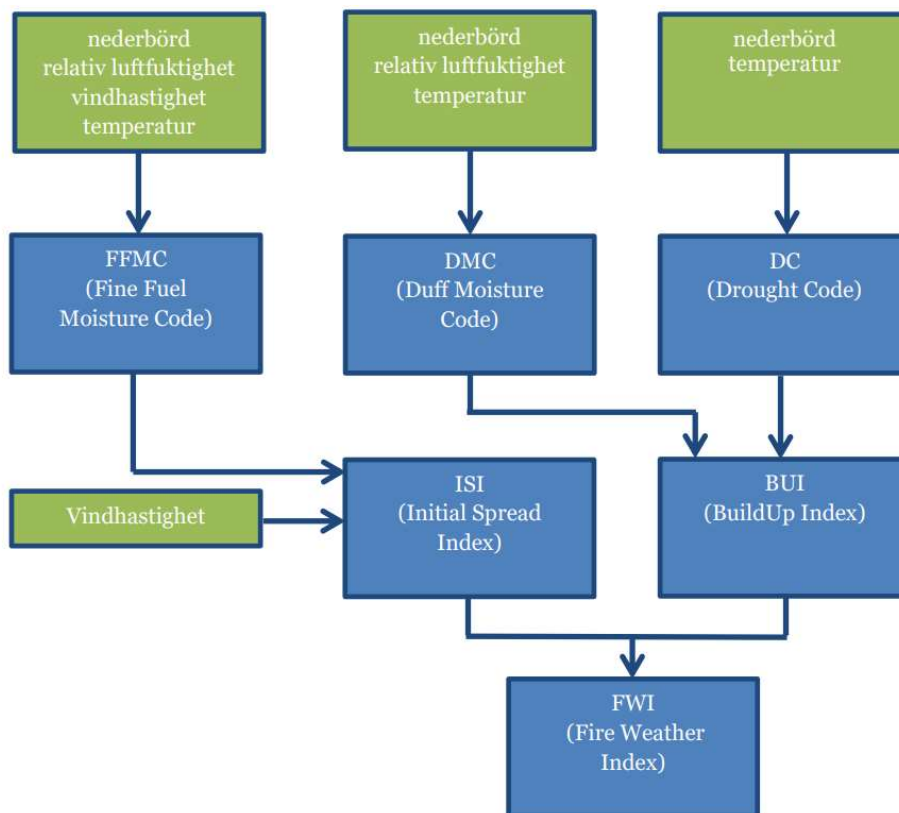 nederbörd
relativ luftfuktighet
vindhastighet
temperatur
nederbörd
relativ luftfuktighet
temperatur
nederbörd
temperatur
FFMC
(Fine Fuel
Moisture Code)
DMC
(Duff Moisture
Code)
DC
(Drought Code)
Vindhastighet
ISI
(Initial Spread
Index)
BUI
(BuildUp Index)
FWI
(Fire Weather
Index)